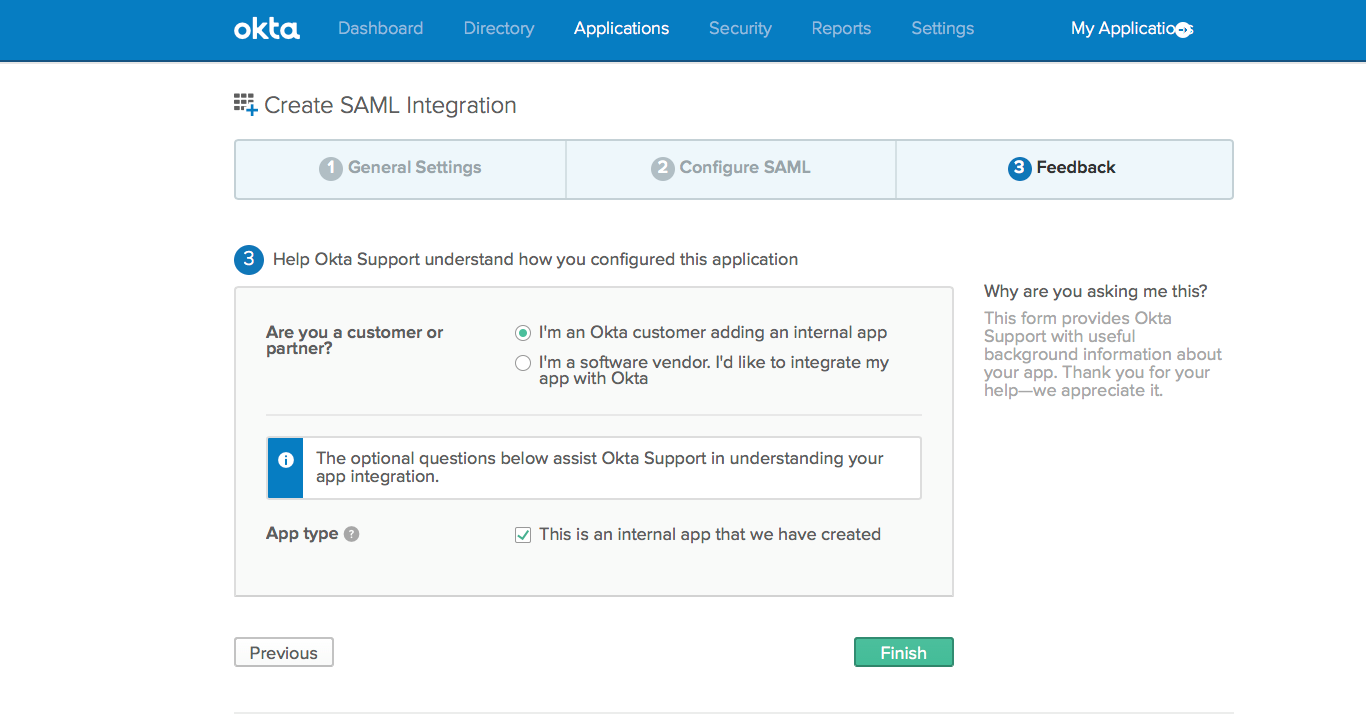 okta Dashboard Directory Applications Security Reports Settings My Applications
Create SAML Integration
1 General Settings 2 Configure SAML 3 Feedback
3 Help Okta Support understand how you configured this application
Are you a customer or
partner?
I'm an Okta customer adding an internal app
I'm a software vendor. I'd like to integrate my
app with Okta
The optional questions below assist Okta Support in understanding your
app integration.
App type ?
This is an internal app that we have created
Why are you asking me this?
This form provides Okta
Support with useful
background information about
your app. Thank you for your
help—we appreciate it.
Previous Finish